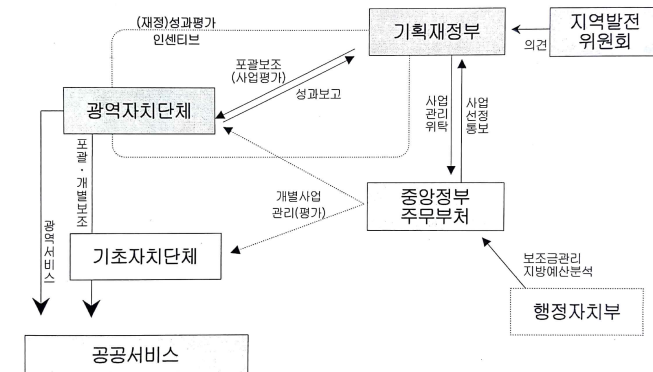 (재정)성과평가
인센티브
기획재정부
지역발전
위원회
의견
포괄보조
(사업평가)
성과보고
광역자치단체
사업
관리
위탁
사업
선정
통보
포괄·개별보조
개별사업
관리(평가)
중앙정부
주무부처
광역서비스
기초자치단체
보조금관리
지방예산분석
행정자치부
공공서비스